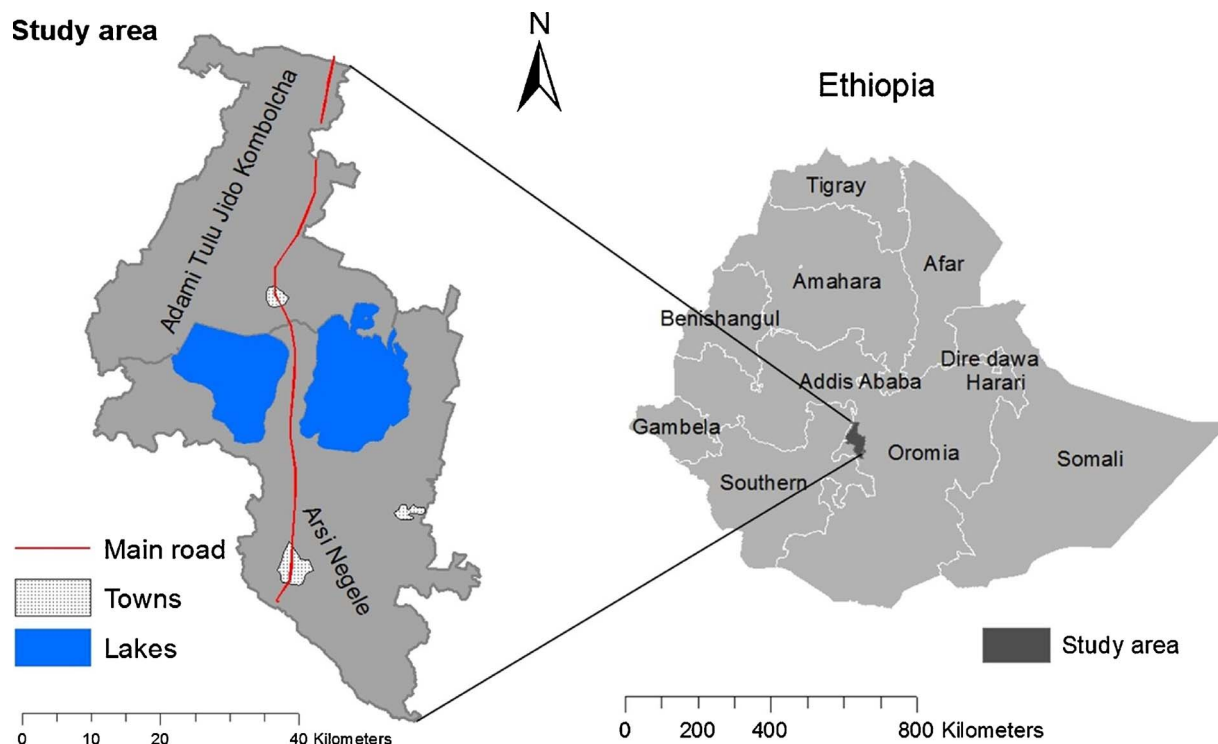 Study area
N
Ethiopia
Adami Tulu Jido Kombolcha
Arsi Negele
Main road
Towns
Lakes
0 10 20 40 Kilometers
Tigray
Afar
Amahara
Benishangul
Dire dawa
Harari
Addis Ababa
Gambela
Oromia
Somali
Southern
Study area
0 200 400 800 Kilometers